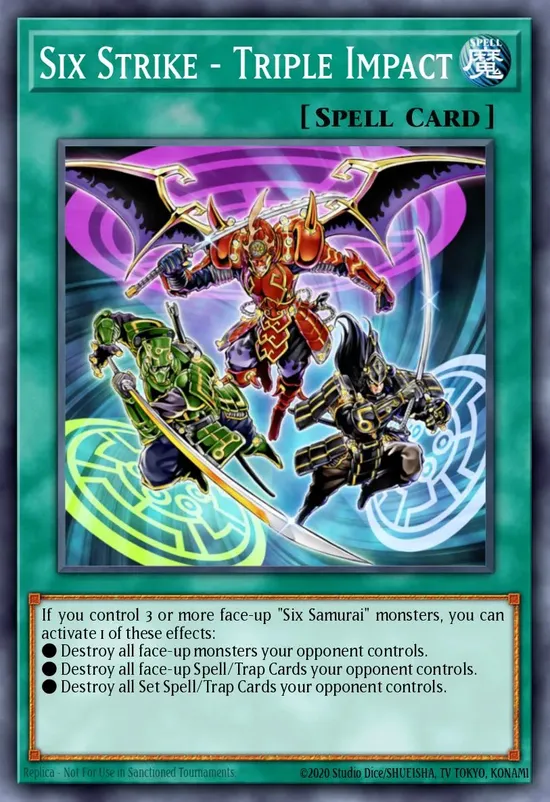 SIX STRIKE - TRIPLE IMPACT
SPELL
魔
[SPELL CARD]
If you control 3 or more face-up "Six Samurai" monsters, you can
activate 1 of these effects:
● Destroy all face-up monsters your opponent controls.
● Destroy all face-up Spell/Trap Cards your opponent controls.
● Destroy all Set Spell/Trap Cards your opponent controls.
Replica - Not For Use in Sanctioned Tournaments
©2020 Studio Dice/SHUEISHA, TV TOKYO, KONAMI